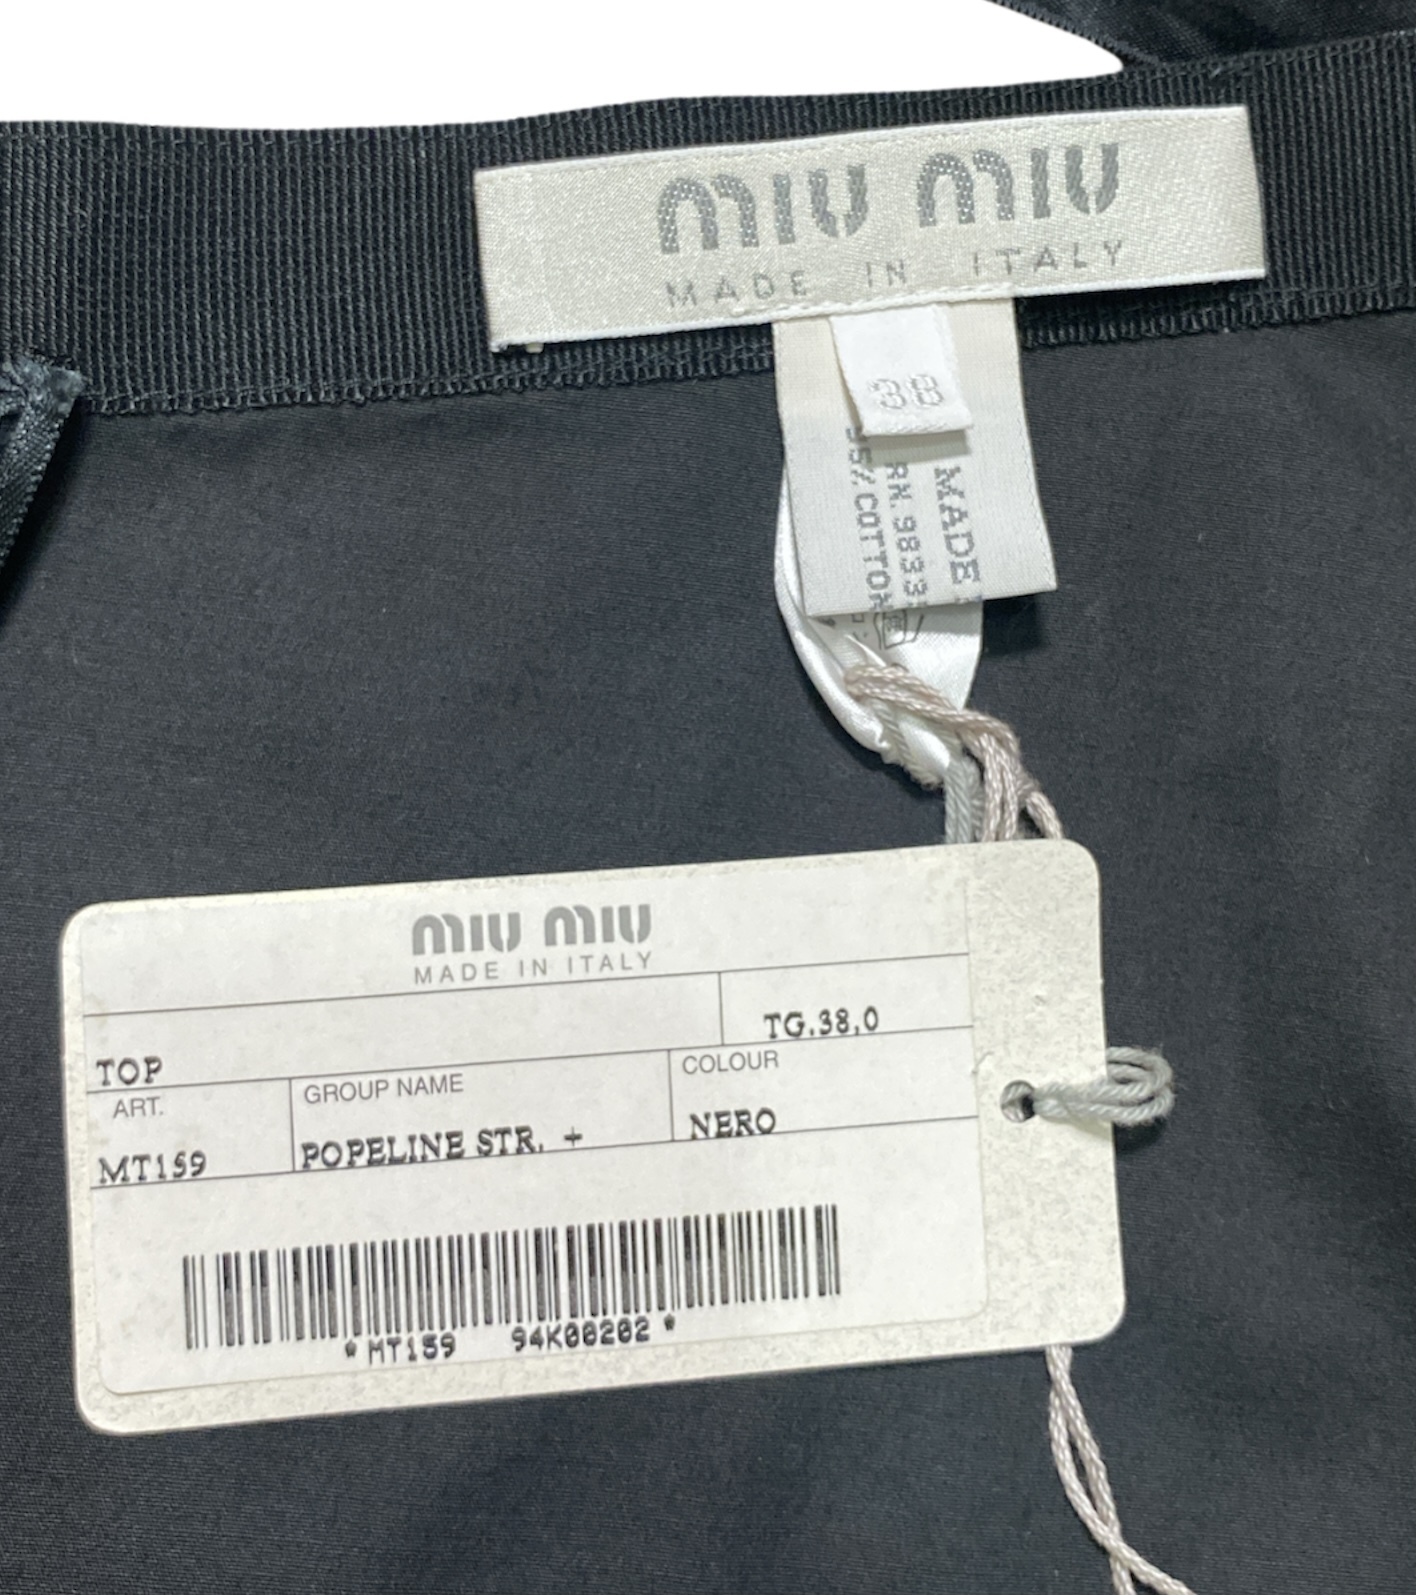 MIU MIU
MADE IN ITALY
38
MADE
RN.9833
95% COTTON
MIU MIU
MADE IN ITALY
TG.38,0
TOP
ART.
GROUP NAME
COLOUR
MT159
POPELINE STR. +
NERO
*MT159 94K00202*